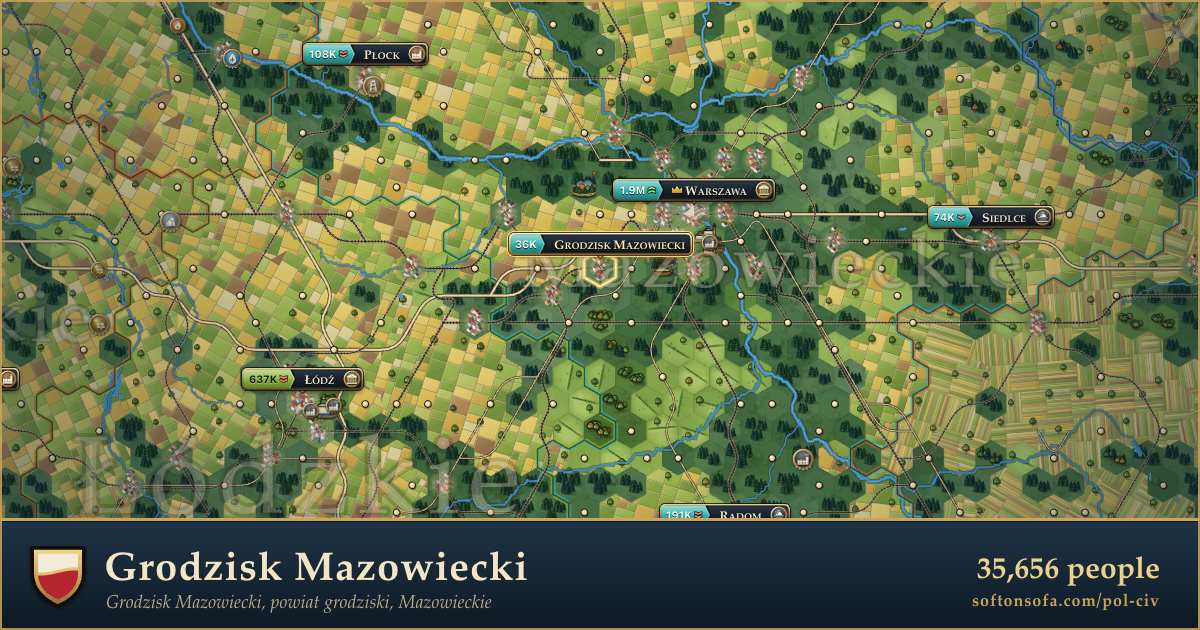 108K PŁOCK
1.9M WARSZAWA
74K SIEDLCE
36K GRODZISK MAZOWIECKI
Mazowieckie
kie
637K ŁÓDŹ
Łódzkie
191K RADOM
Grodzisk Mazowiecki
35,656 people
Grodzisk Mazowiecki, powiat grodziski, Mazowieckie
softonsofa.com/pol-civ